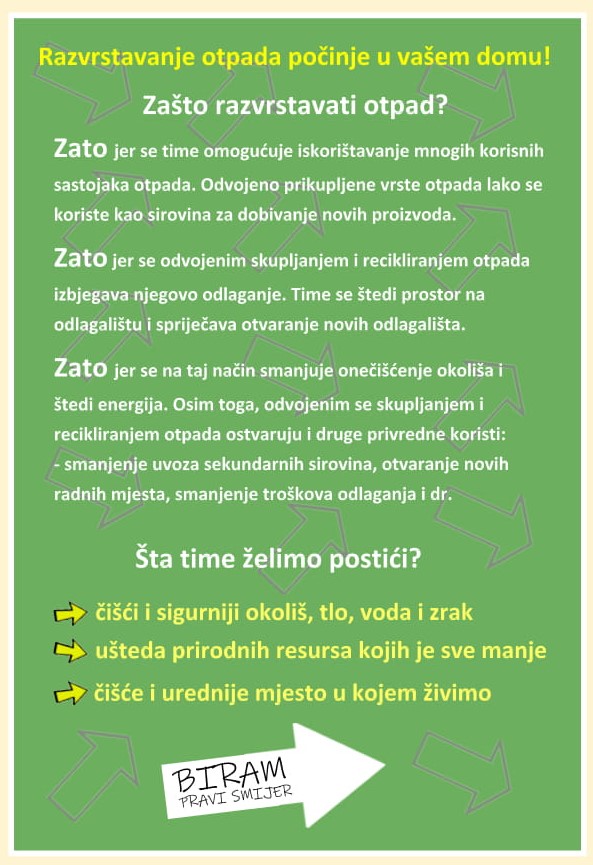 Razvrstavanje otpada počinje u vašem domu!
Zašto razvrstavati otpad?
Zato jer se time omogućuje iskorištavanje mnogih korisnih
sastojaka otpada. Odvojeno prikupljene vrste otpada lako se
koriste kao sirovina za dobivanje novih proizvoda.
Zato jer se odvojenim skupljanjem i recikliranjem otpada
izbjegava njegovo odlaganje. Time se štedi prostor na
odlagalištu i spriječava otvaranje novih odlagališta.
Zato jer se na taj način smanjuje onečišćenje okoliša i
štedi energija. Osim toga, odvojenim se skupljanjem i
recikliranjem otpada ostvaruju i druge privredne koristi:
- smanjenje uvoza sekundarnih sirovina, otvaranje novih
radnih mjesta, smanjenje troškova odlaganja i dr.
Šta time želimo postići?
čišći i sigurniji okoliš, tlo, voda i zrak
ušteda prirodnih resursa kojih je sve manje
čišće i urednije mjesto u kojem živimo
BIRAM
PRAVI SMIJER